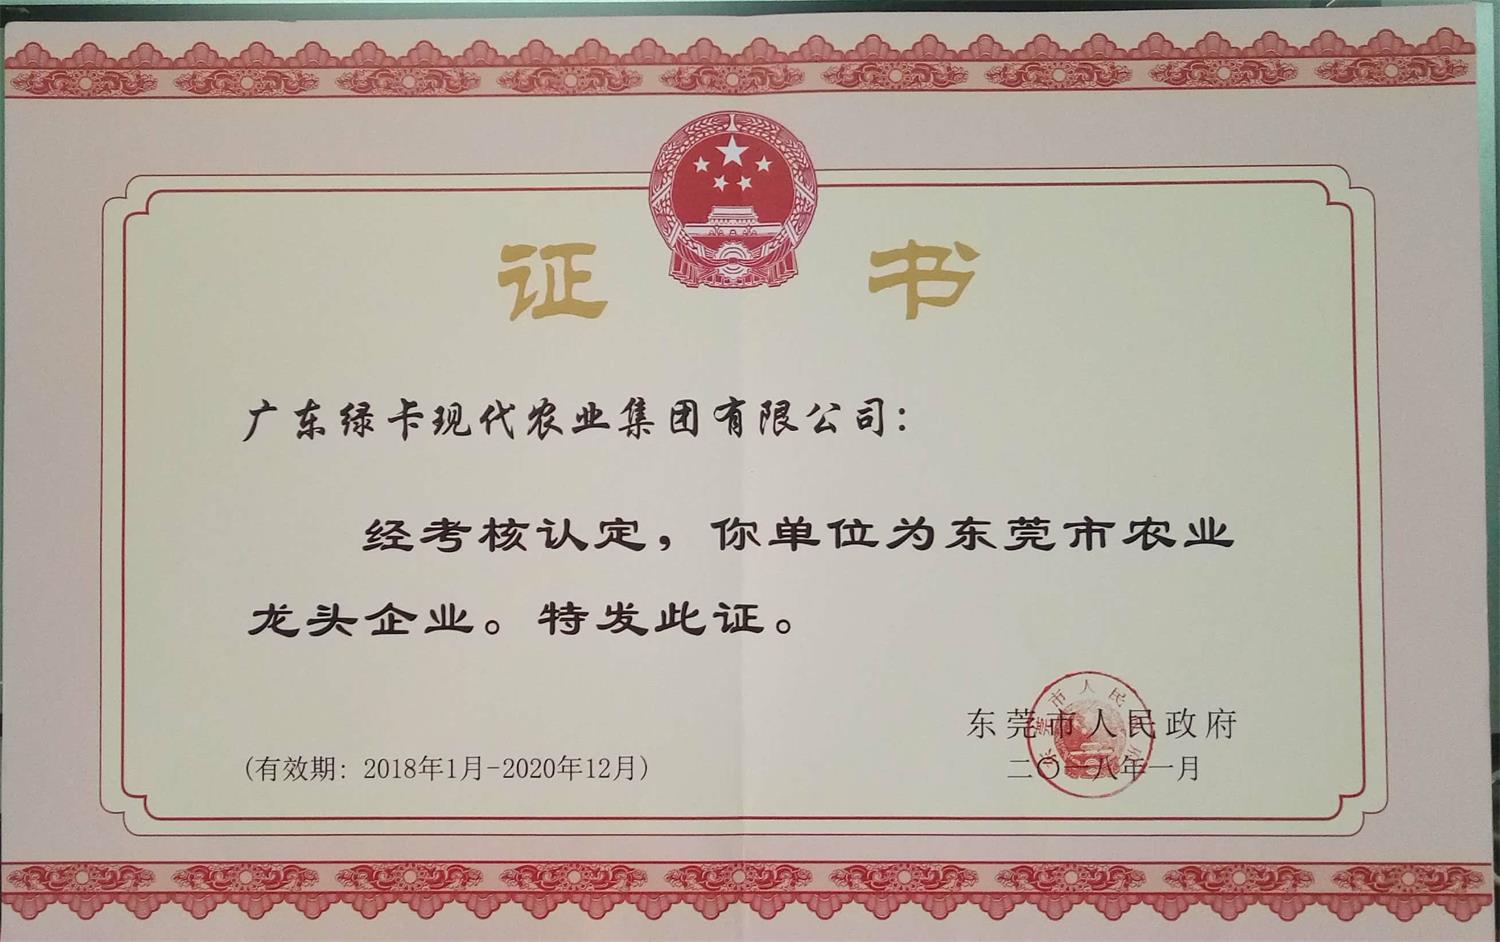 证书
广东绿卡现代农业集团有限公司：
经考核认定，你单位为东莞市农业
龙头企业。特发此证。
东莞市人民政府
(有效期：2018年1月-2020年12月)
二〇一八年一月